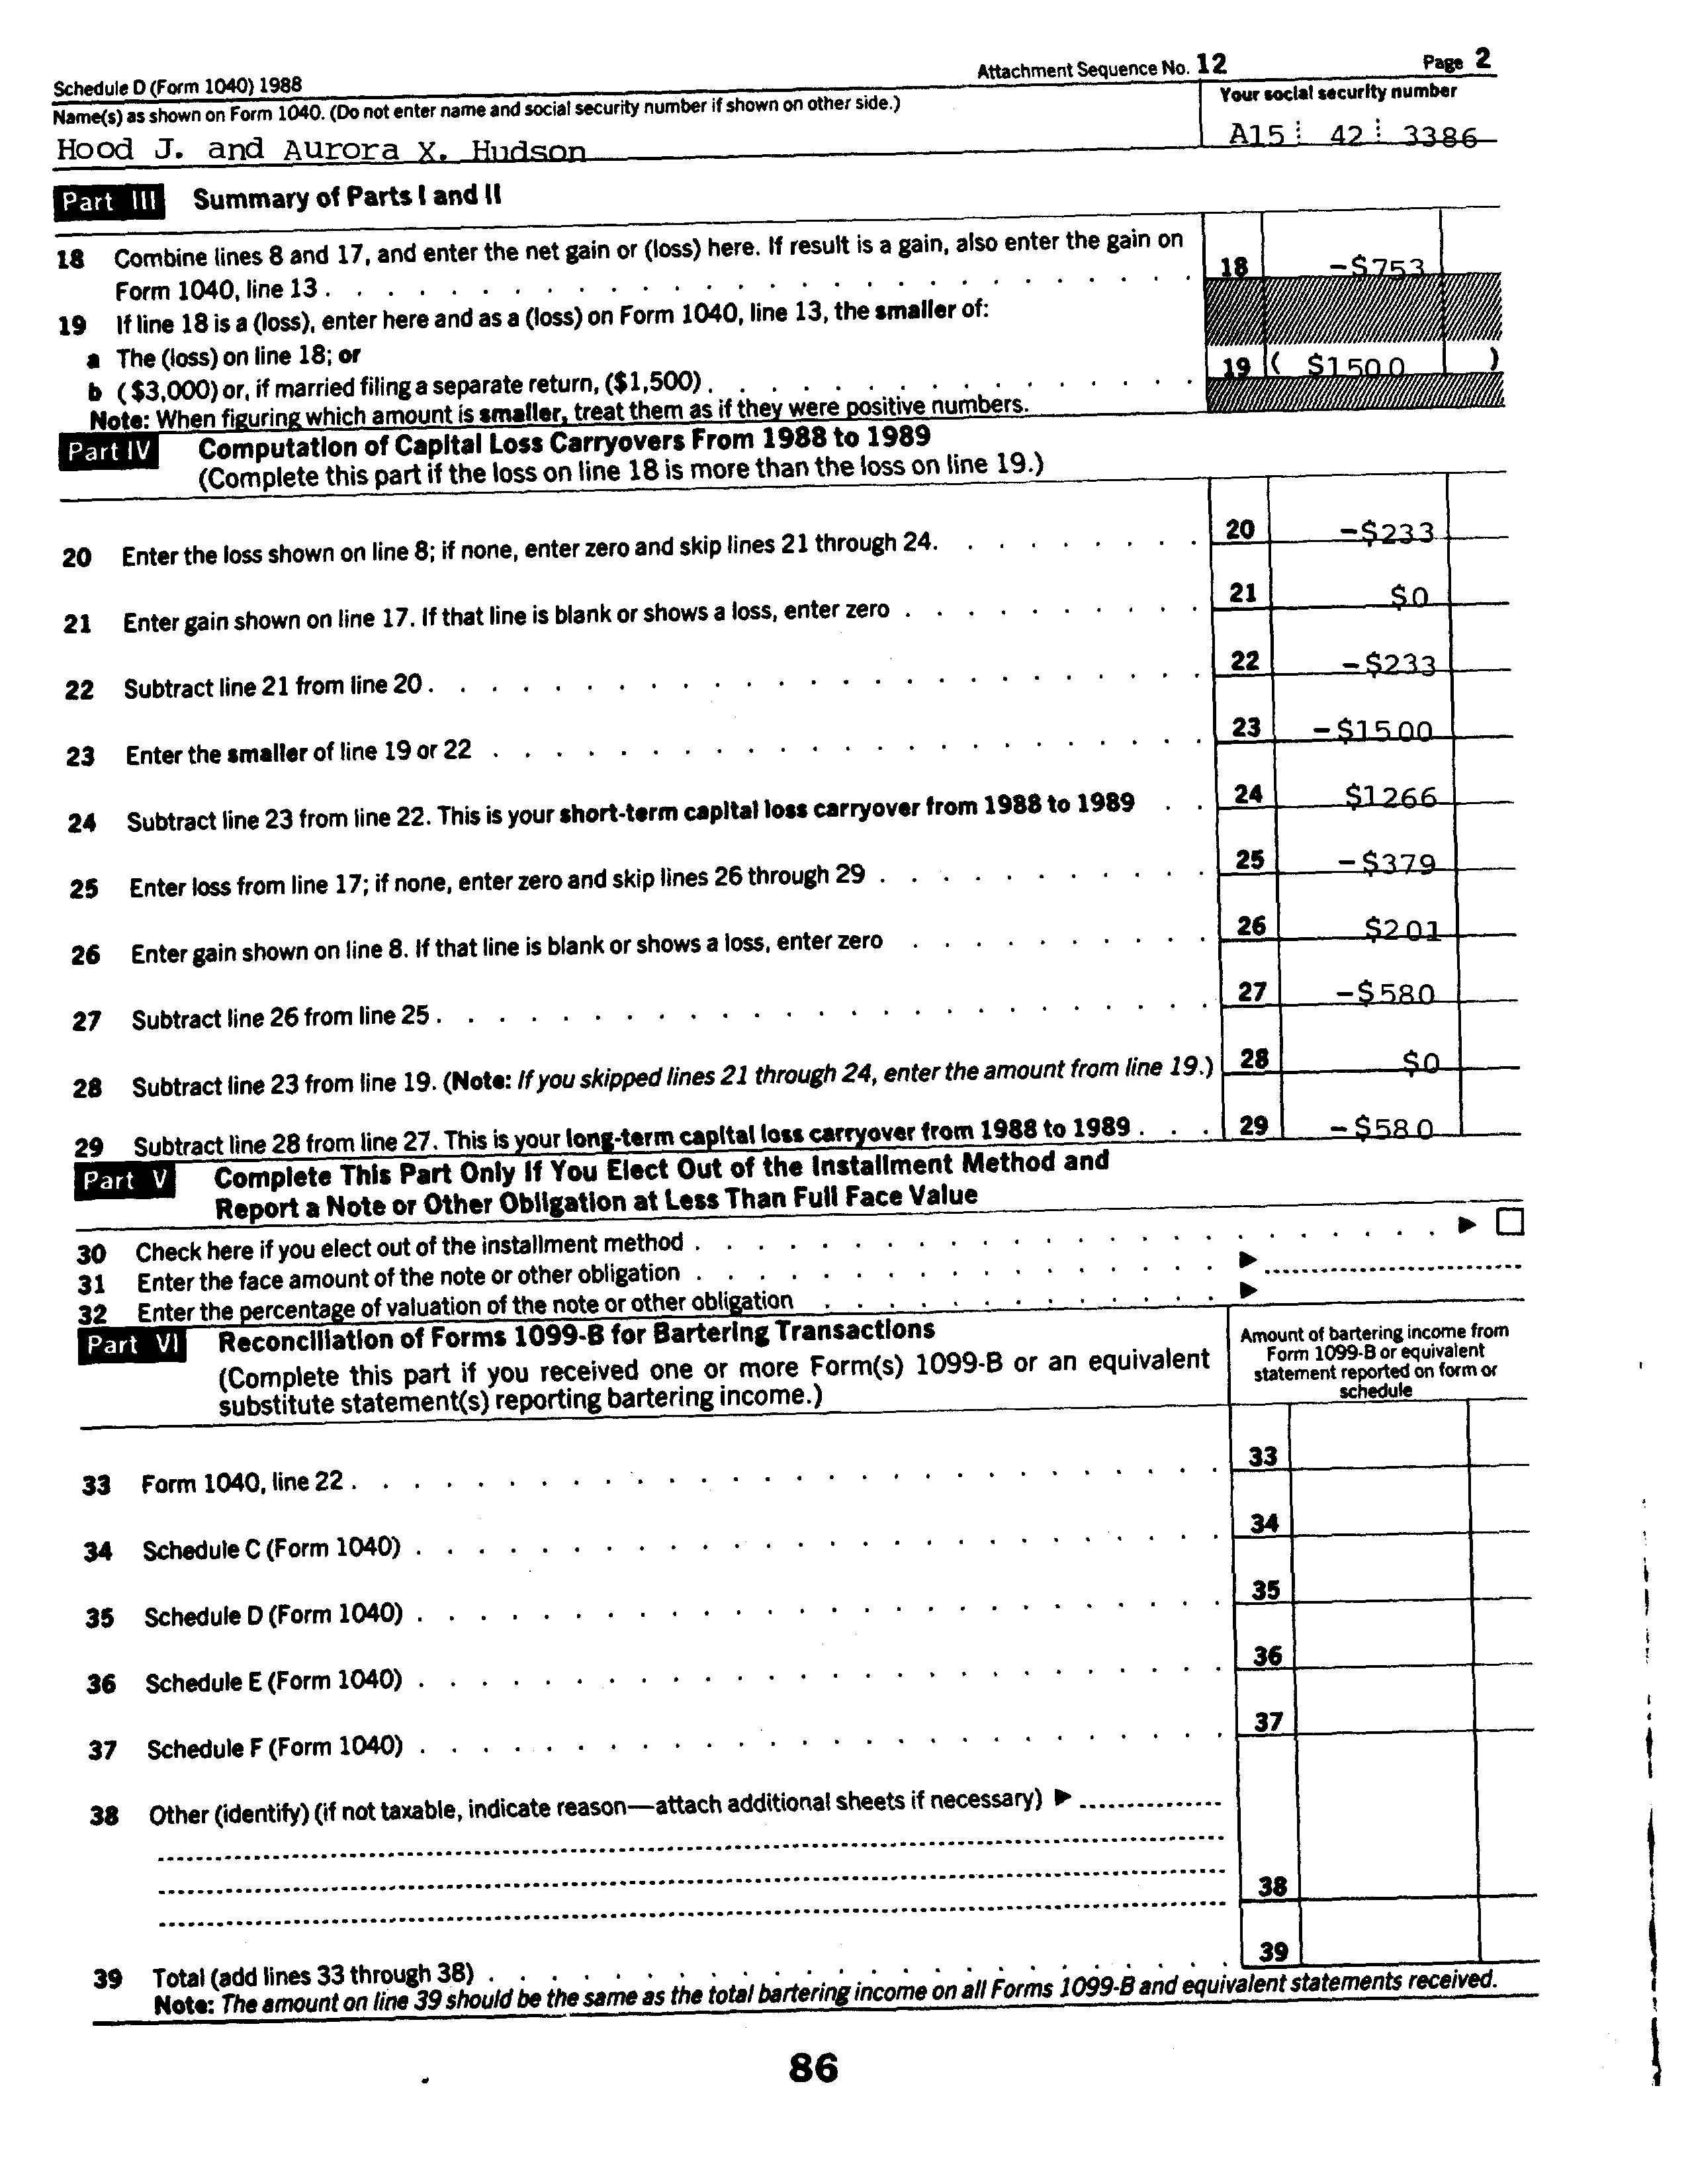 Schedule D (Form 1040) 1988 Attachment Sequence No. 12 Page 2
Name(s) as shown on Form 1040. (Do not enter name and social security number if shown on other side.) Your social security number
Hood J. and Aurora X. Hudson A15 42 3386
Part III Summary of Parts I and II
18 Combine lines 8 and 17, and enter the net gain or (loss) here. If result is a gain, also enter the gain on
Form 1040, line 13 . . . . . . . . . . . . . . . . . . . . . . . . . . . . 18 -$753
19 If line 18 is a (loss), enter here and as a (loss) on Form 1040, line 13, the smaller of:
a The (loss) on line 18; or
b ($3,000) or, if married filing a separate return, ($1,500) . . . . . . . . . . . . . . . . 19 ( $1500 )
Note: When figuring which amount is smaller, treat them as if they were positive numbers.
Part IV Computation of Capital Loss Carryovers From 1988 to 1989
(Complete this part if the loss on line 18 is more than the loss on line 19.)
20 Enter the loss shown on line 8; if none, enter zero and skip lines 21 through 24. . . . . . . . . 20 -$233
21 Enter gain shown on line 17. If that line is blank or shows a loss, enter zero . . . . . . . . . . 21 $0
22 Subtract line 21 from line 20 . . . . . . . . . . . . . . . . . . . . . . . . . 22 -$233
23 Enter the smaller of line 19 or 22 . . . . . . . . . . . . . . . . . . . . . . . 23 -$1500
24 Subtract line 23 from line 22. This is your short-term capital loss carryover from 1988 to 1989 . . 24 $1266
25 Enter loss from line 17; if none, enter zero and skip lines 26 through 29 . . . . . . . . . . . 25 -$379
26 Enter gain shown on line 8. If that line is blank or shows a loss, enter zero . . . . . . . . . . 26 $201
27 Subtract line 26 from line 25 . . . . . . . . . . . . . . . . . . . . . . . . . 27 -$580
28 Subtract line 23 from line 19. (Note: If you skipped lines 21 through 24, enter the amount from line 19.) 28 $0
29 Subtract line 28 from line 27. This is your long-term capital loss carryover from 1988 to 1989 . . . 29 -$580
Part V Complete This Part Only If You Elect Out of the Installment Method and
Report a Note or Other Obligation at Less Than Full Face Value
30 Check here if you elect out of the installment method . . . . . . . . . . . . . . . . . . . . . . . . ▶ ☐
31 Enter the face amount of the note or other obligation . . . . . . . . . . . . . . . . . ▶
32 Enter the percentage of valuation of the note or other obligation . . . . . . . . . . . . . ▶
Part VI Reconciliation of Forms 1099-B for Bartering Transactions
(Complete this part if you received one or more Form(s) 1099-B or an equivalent
substitute statement(s) reporting bartering income.)
Amount of bartering income from
Form 1099-B or equivalent
statement reported on form or
schedule
33 Form 1040, line 22 . . . . . . . . . . . . . . . . . . . . . . . . . . . . 33
34 Schedule C (Form 1040) . . . . . . . . . . . . . . . . . . . . . . . . . . 34
35 Schedule D (Form 1040) . . . . . . . . . . . . . . . . . . . . . . . . . . 35
36 Schedule E (Form 1040) . . . . . . . . . . . . . . . . . . . . . . . . . . 36
37 Schedule F (Form 1040) . . . . . . . . . . . . . . . . . . . . . . . . . . 37
38 Other (identify) (if not taxable, indicate reason—attach additional sheets if necessary) ▶
38
39 Total (add lines 33 through 38) . . . . . . . . . . . . . . . . . . . . . . . . 39
Note: The amount on line 39 should be the same as the total bartering income on all Forms 1099-B and equivalent statements received.
86